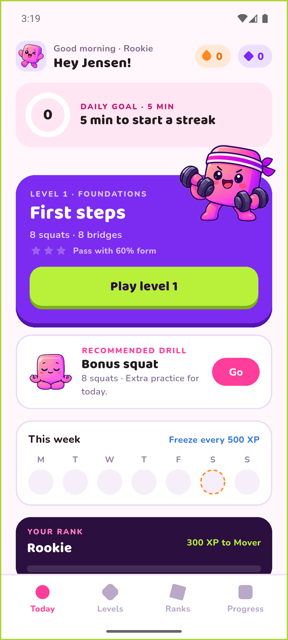 3:19
Good morning · Rookie
Hey Jensen!
0
0
0
DAILY GOAL · 5 MIN
5 min to start a streak
LEVEL 1 · FOUNDATIONS
First steps
8 squats · 8 bridges
Pass with 60% form
Play level 1
RECOMMENDED DRILL
Bonus squat
8 squats · Extra practice for
today.
Go
This week
Freeze every 500 XP
M T W T F S S
YOUR RANK
Rookie
300 XP to Mover
Today
Levels
Ranks
Progress